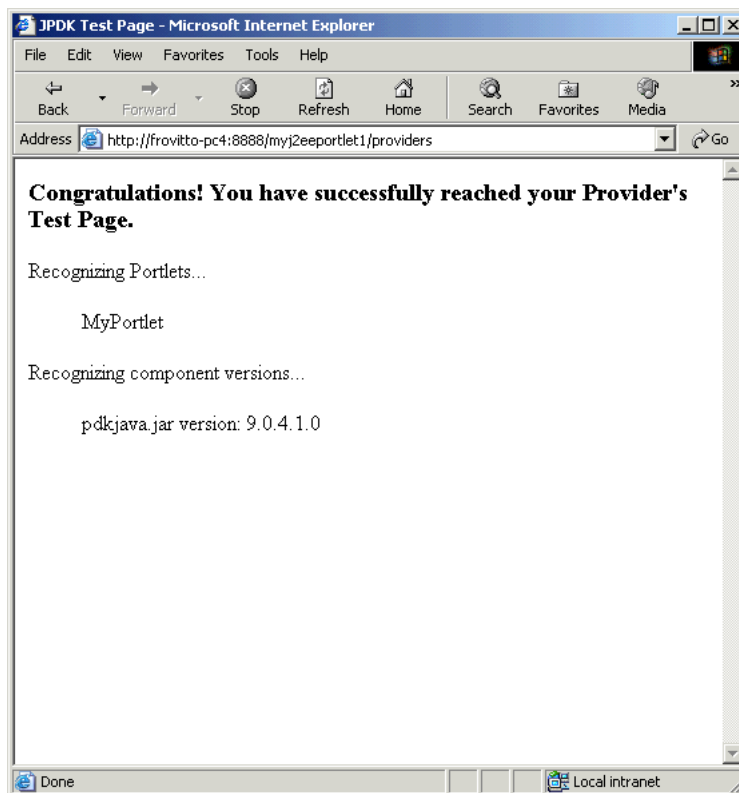 JPDK Test Page - Microsoft Internet Explorer
File Edit View Favorites Tools Help
Back Forward Stop Refresh Home Search Favorites Media »
Address http://frovitto-pc4:8888/myj2eeportlet1/providers Go
Congratulations! You have successfully reached your Provider's
Test Page.
Recognizing Portlets...
MyPortlet
Recognizing component versions...
pdkjava.jar version: 9.0.4.1.0
Done Local intranet